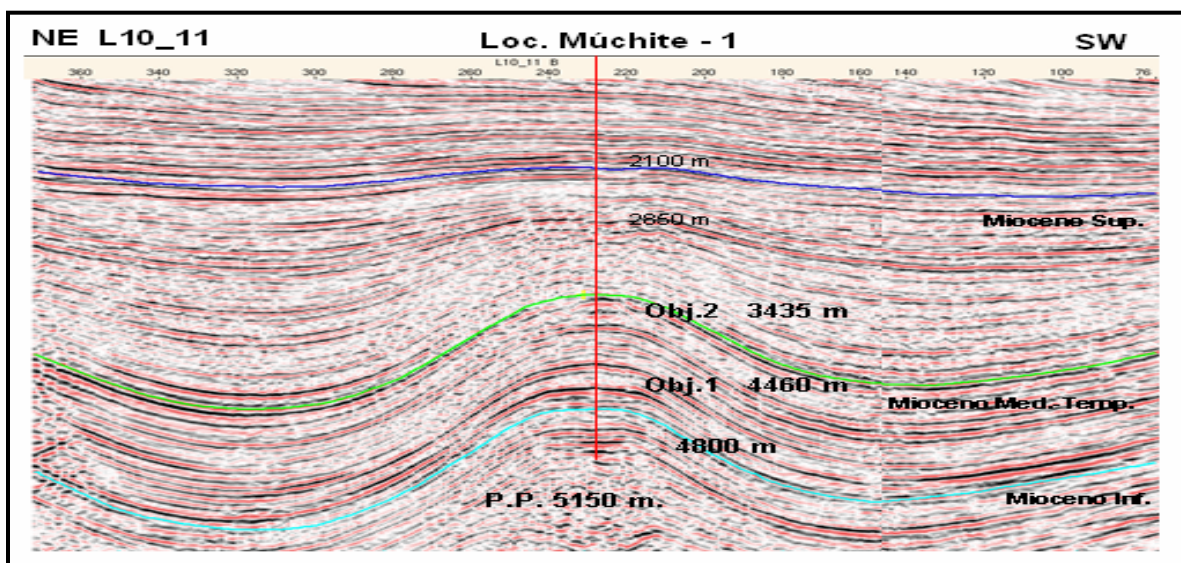 NE L10_11 Loc. Múchite - 1 SW
L10_11 B
360 340 320 300 280 260 240 220 200 180 160 140 120 100 76
2100 m
Mioceno Sup.
2850 m
Obj.2 3435 m
Obj.1 4460 m
Mioceno Med.-Temp.
4800 m
P.P. 5150 m.
Mioceno Inf.